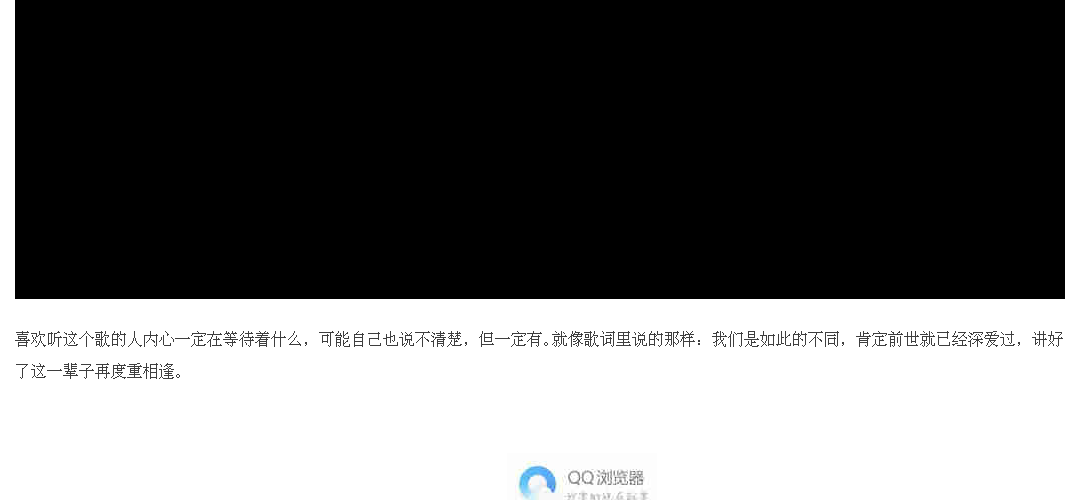 喜欢听这个歌的人内心一定在等待着什么，可能自己也说不清楚，但一定有。就像歌词里说的那样：我们是如此的不同，肯定前世就已经深爱过，讲好
了这一辈子再度重相逢。
QQ浏览器